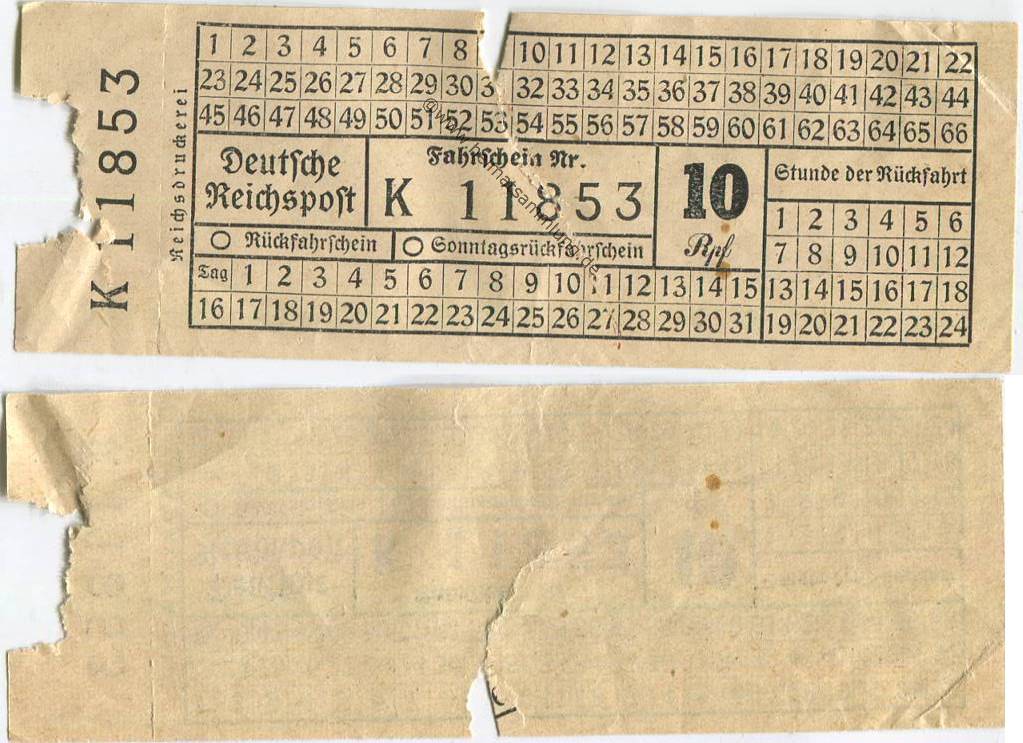 K 11853
Reichsdruckerei
1 2 3 4 5 6 7 8 10 11 12 13 14 15 16 17 18 19 20 21 22
23 24 25 26 27 28 29 30 3 32 33 34 35 36 37 38 39 40 41 42 43 44
45 46 47 48 49 50 51 52 53 54 55 56 57 58 59 60 61 62 63 64 65 66
Deutsche
Reichspost
Fahrschein Nr.
K 11853
10
Rpf
Rückfahrschein
Sonntagsrückfahrschein
Tag 1 2 3 4 5 6 7 8 9 10 11 12 13 14 15
16 17 18 19 20 21 22 23 24 25 26 27 28 29 30 31
Stunde der Rückfahrt
1 2 3 4 5 6
7 8 9 10 11 12
13 14 15 16 17 18
19 20 21 22 23 24